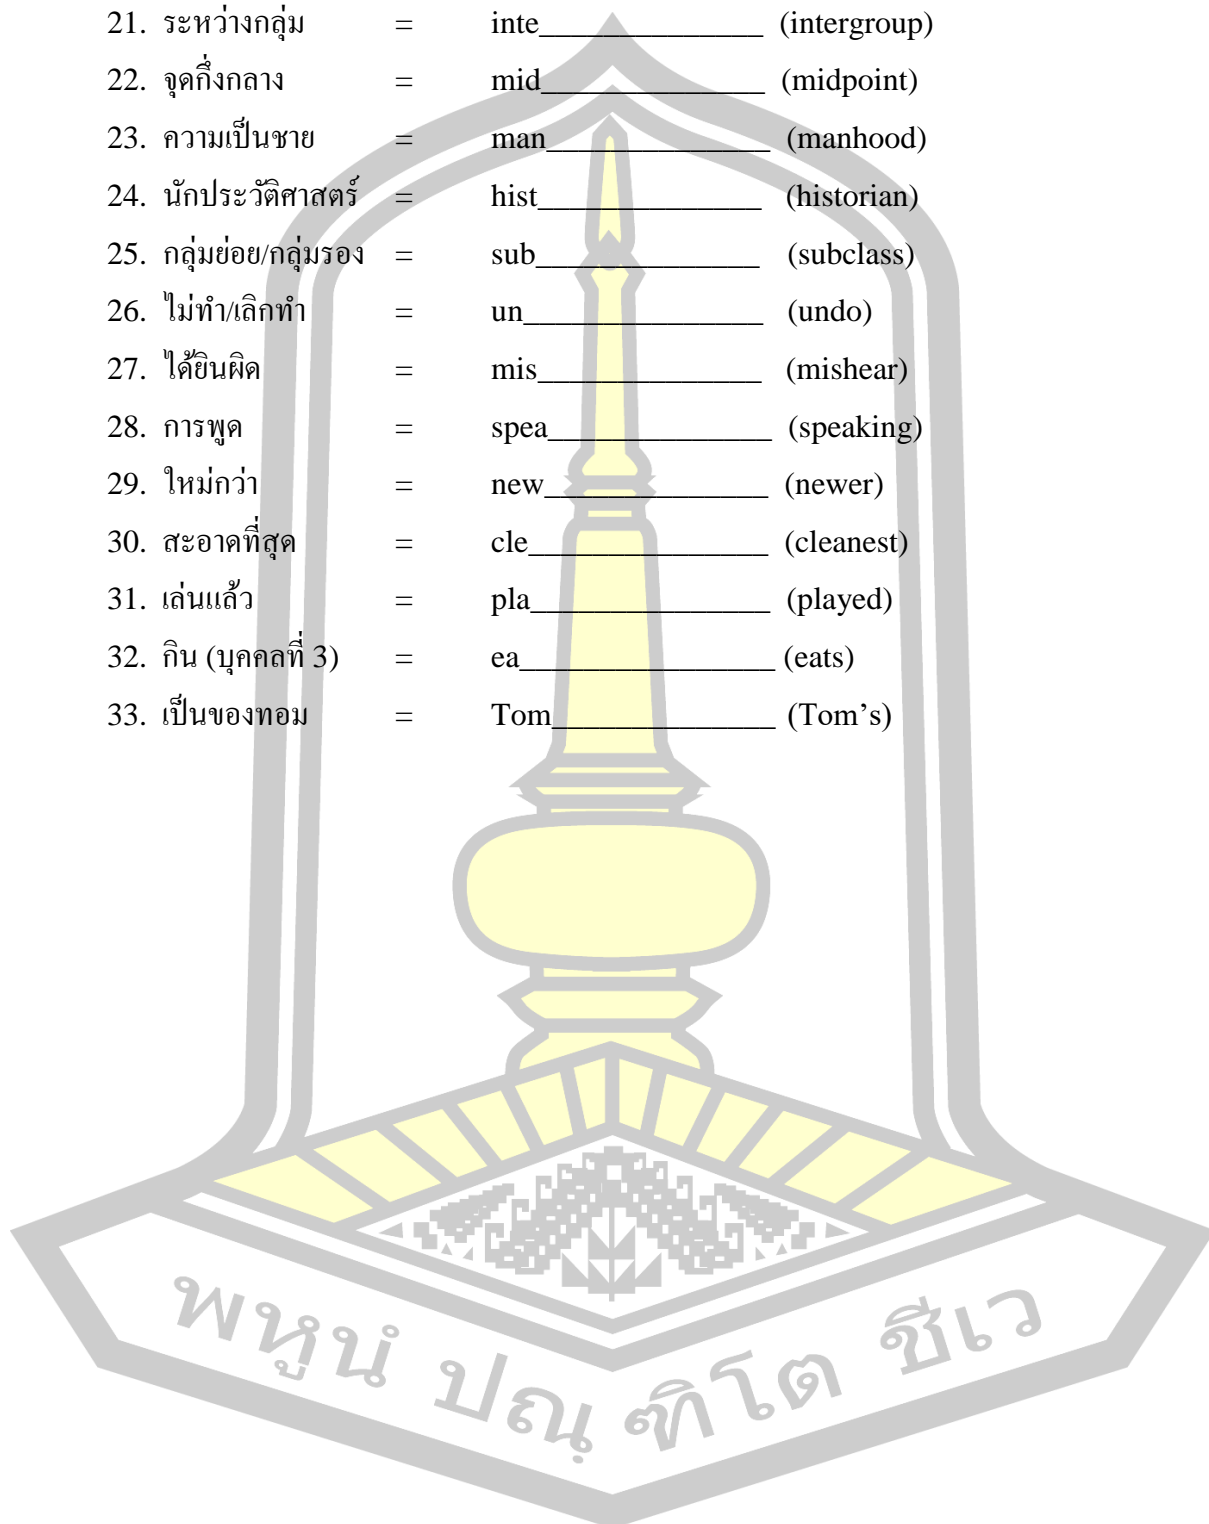 21. ระหว่างกลุ่ม = inte______________ (intergroup)
22. จุดกึ่งกลาง = mid______________ (midpoint)
23. ความเป็นชาย = man______________ (manhood)
24. นักประวัติศาสตร์ = hist______________ (historian)
25. กลุ่มย่อย/กลุ่มรอง = sub______________ (subclass)
26. ไม่ทำ/เลิกทำ = un_______________ (undo)
27. ได้ยินผิด = mis______________ (mishear)
28. การพูด = spea______________ (speaking)
29. ใหม่กว่า = new______________ (newer)
30. สะอาดที่สุด = cle_______________ (cleanest)
31. เล่นแล้ว = pla_______________ (played)
32. กิน (บุคคลที่ 3) = ea________________ (eats)
33. เป็นของทอม = Tom______________ (Tom’s)
พหูนํ ปณฺฑิโต ชีเว